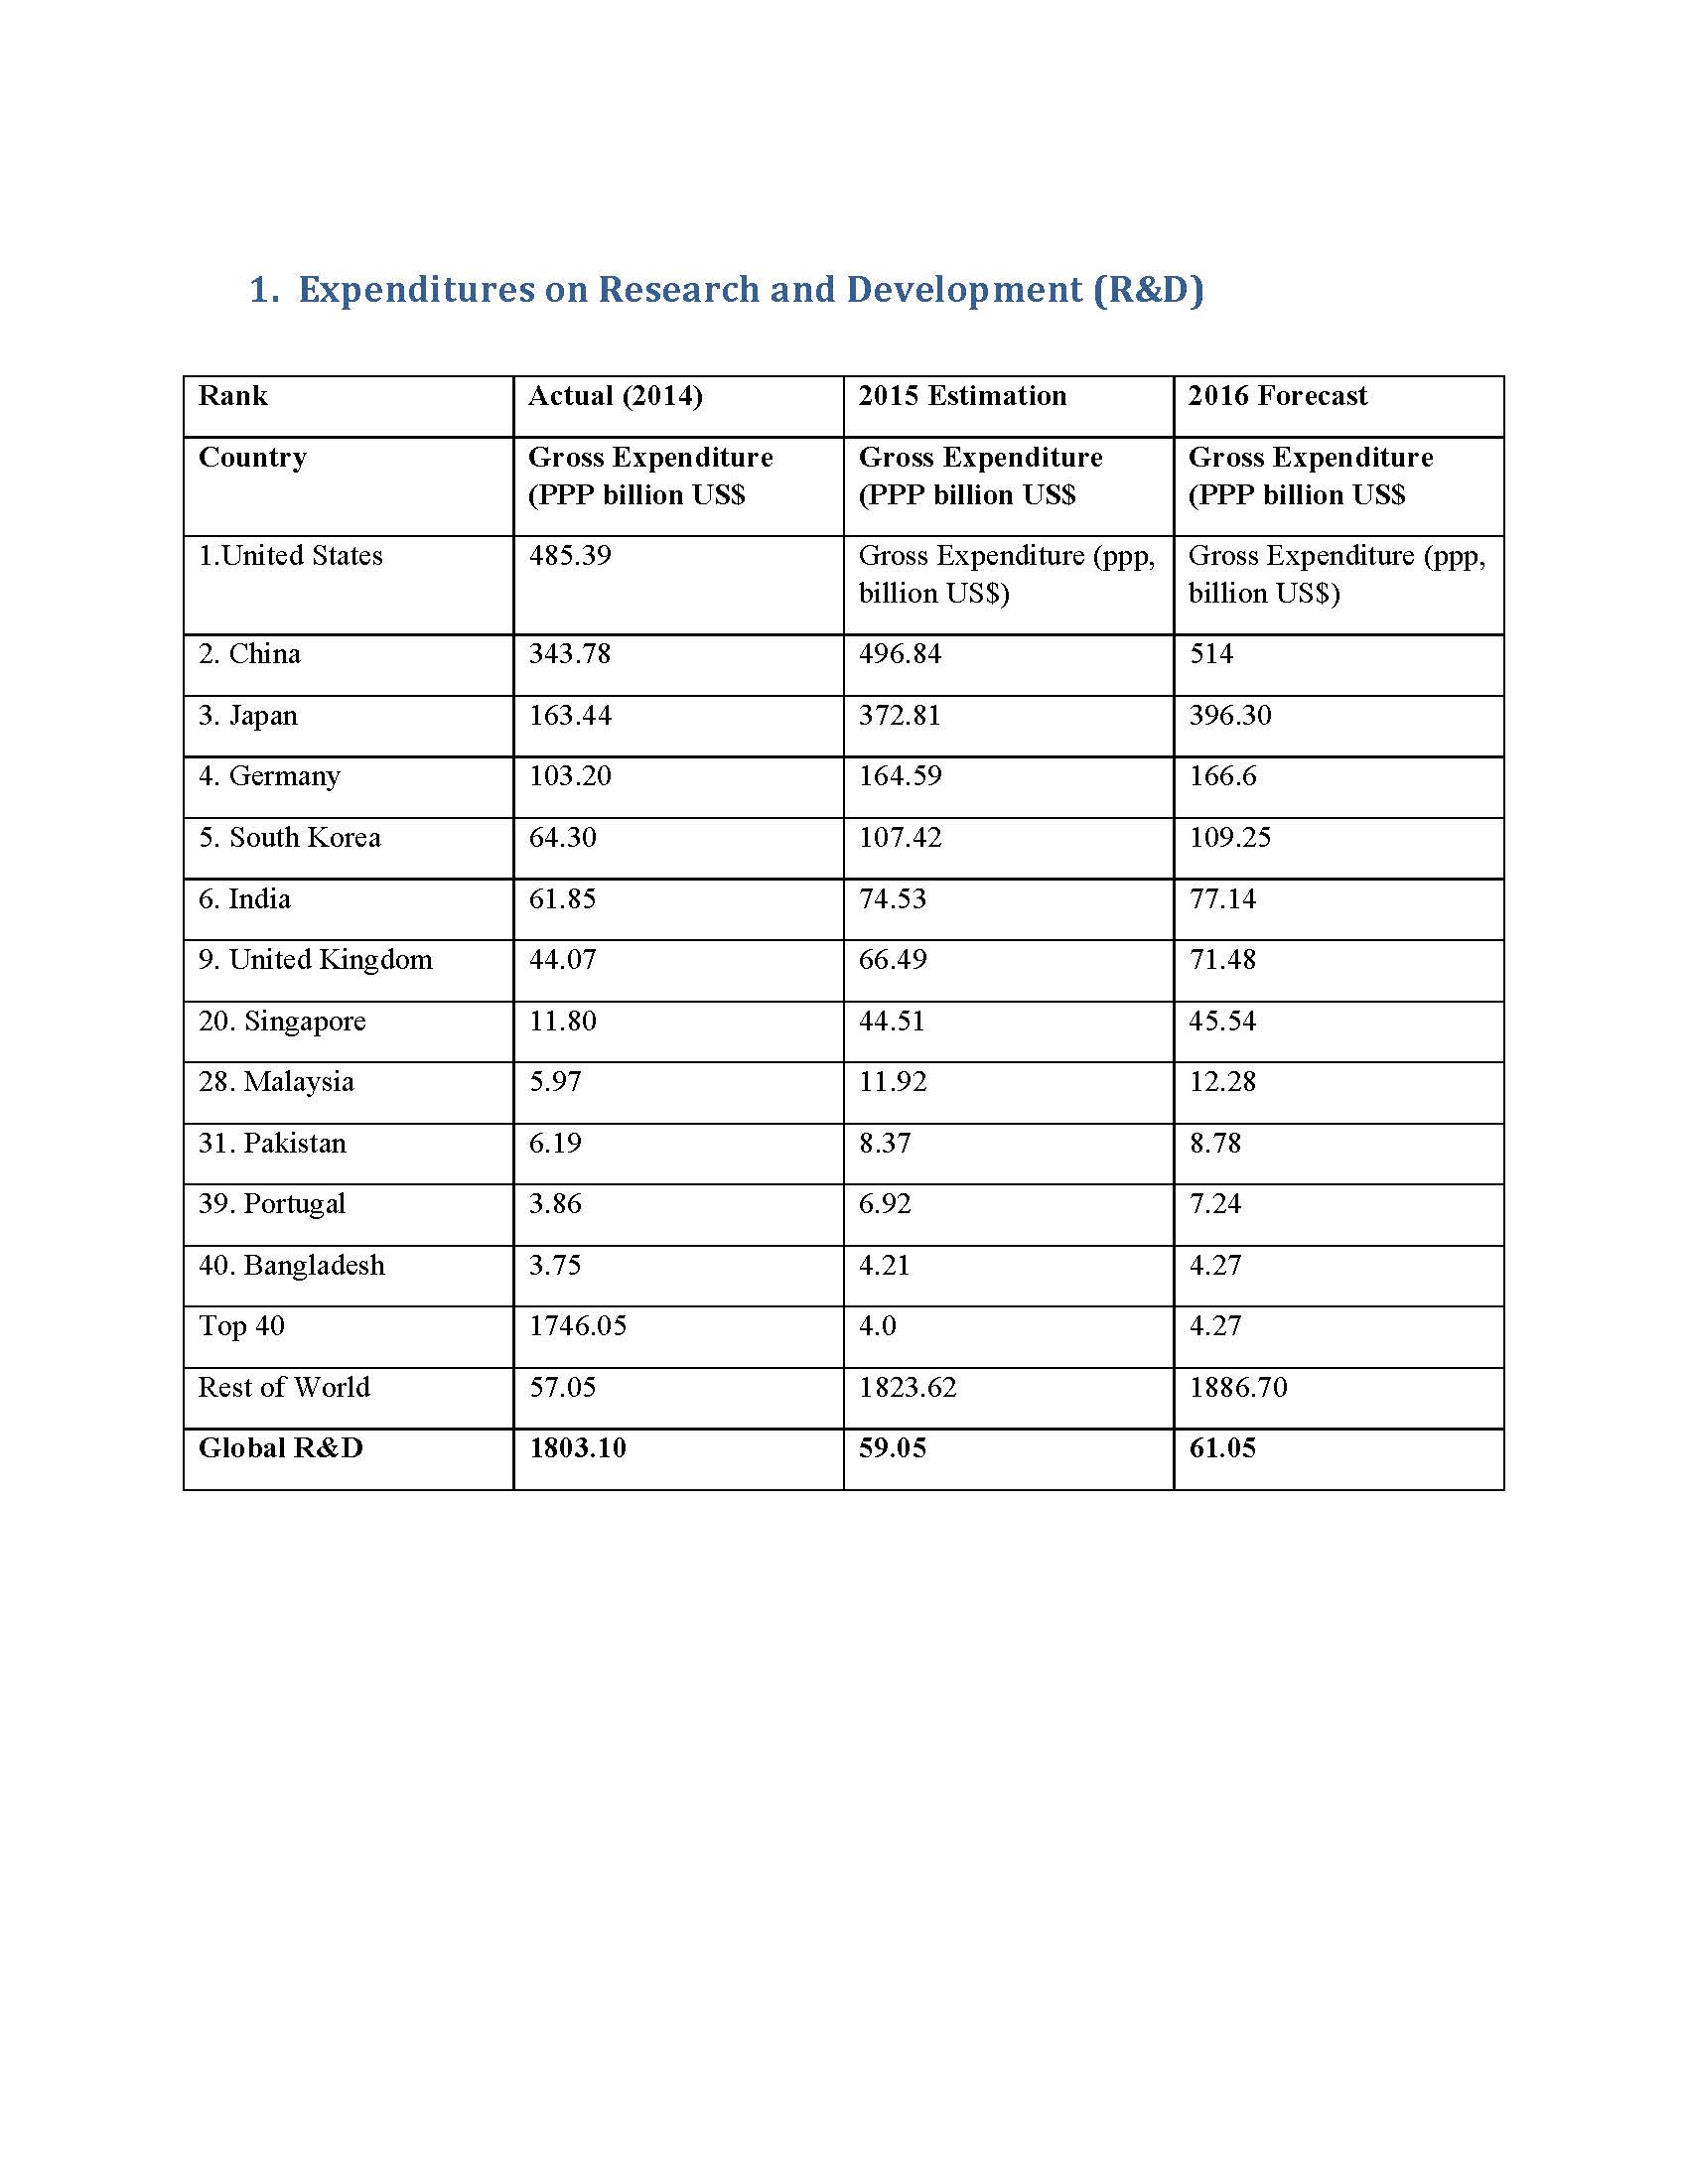 1. Expenditures on Research and Development (R&D)
Rank Actual (2014) 2015 Estimation 2016 Forecast
Country Gross Expenditure Gross Expenditure Gross Expenditure
(PPP billion US$ (PPP billion US$ (PPP billion US$
1.United States 485.39 Gross Expenditure (ppp, Gross Expenditure (ppp,
billion US$) billion US$)
2. China 343.78 496.84 514
3. Japan 163.44 372.81 396.30
4. Germany 103.20 164.59 166.6
5. South Korea 64.30 107.42 109.25
6. India 61.85 74.53 77.14
9. United Kingdom 44.07 66.49 71.48
20. Singapore 11.80 44.51 45.54
28. Malaysia 5.97 11.92 12.28
31. Pakistan 6.19 8.37 8.78
39. Portugal 3.86 6.92 7.24
40. Bangladesh 3.75 4.21 4.27
Top 40 1746.05 4.0 4.27
Rest of World 57.05 1823.62 1886.70
Global R&D 1803.10 59.05 61.05